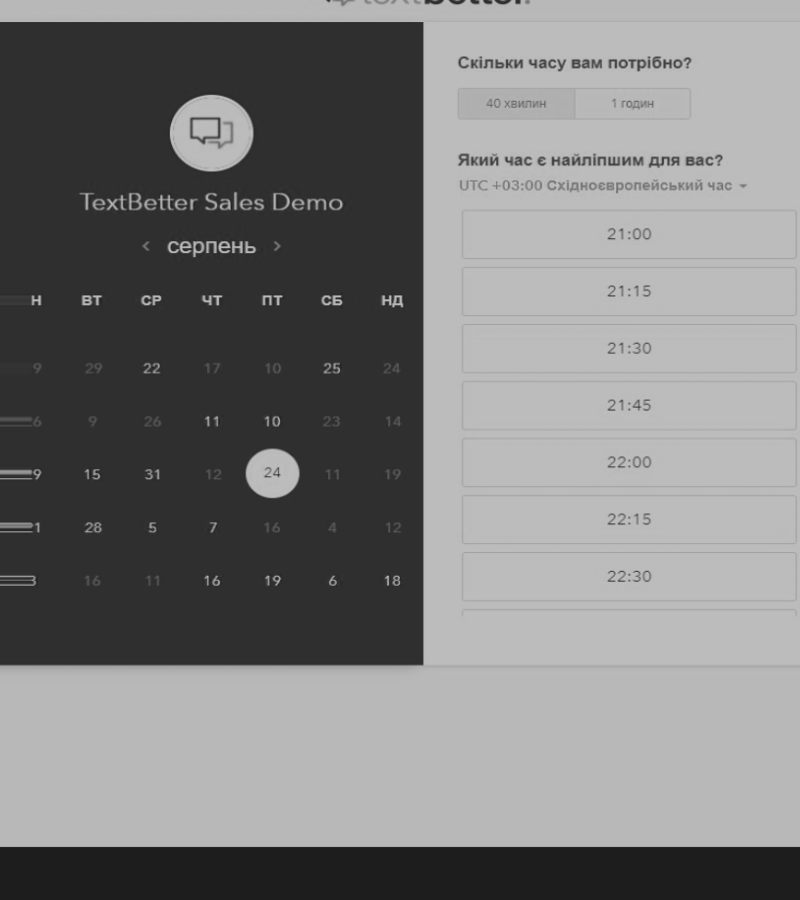 textbetter.
Скільки часу вам потрібно?
40 хвилин 1 годин
Який час є найліпшим для вас?
UTC +03:00 Східноєвропейський час
TextBetter Sales Demo
< серпень >
Н ВТ СР ЧТ ПТ СБ НД
9 29 22 17 10 25 24
6 9 26 11 10 23 14
9 15 31 12 24 11 19
1 28 5 7 16 4 12
3 16 11 16 19 6 18
21:00
21:15
21:30
21:45
22:00
22:15
22:30